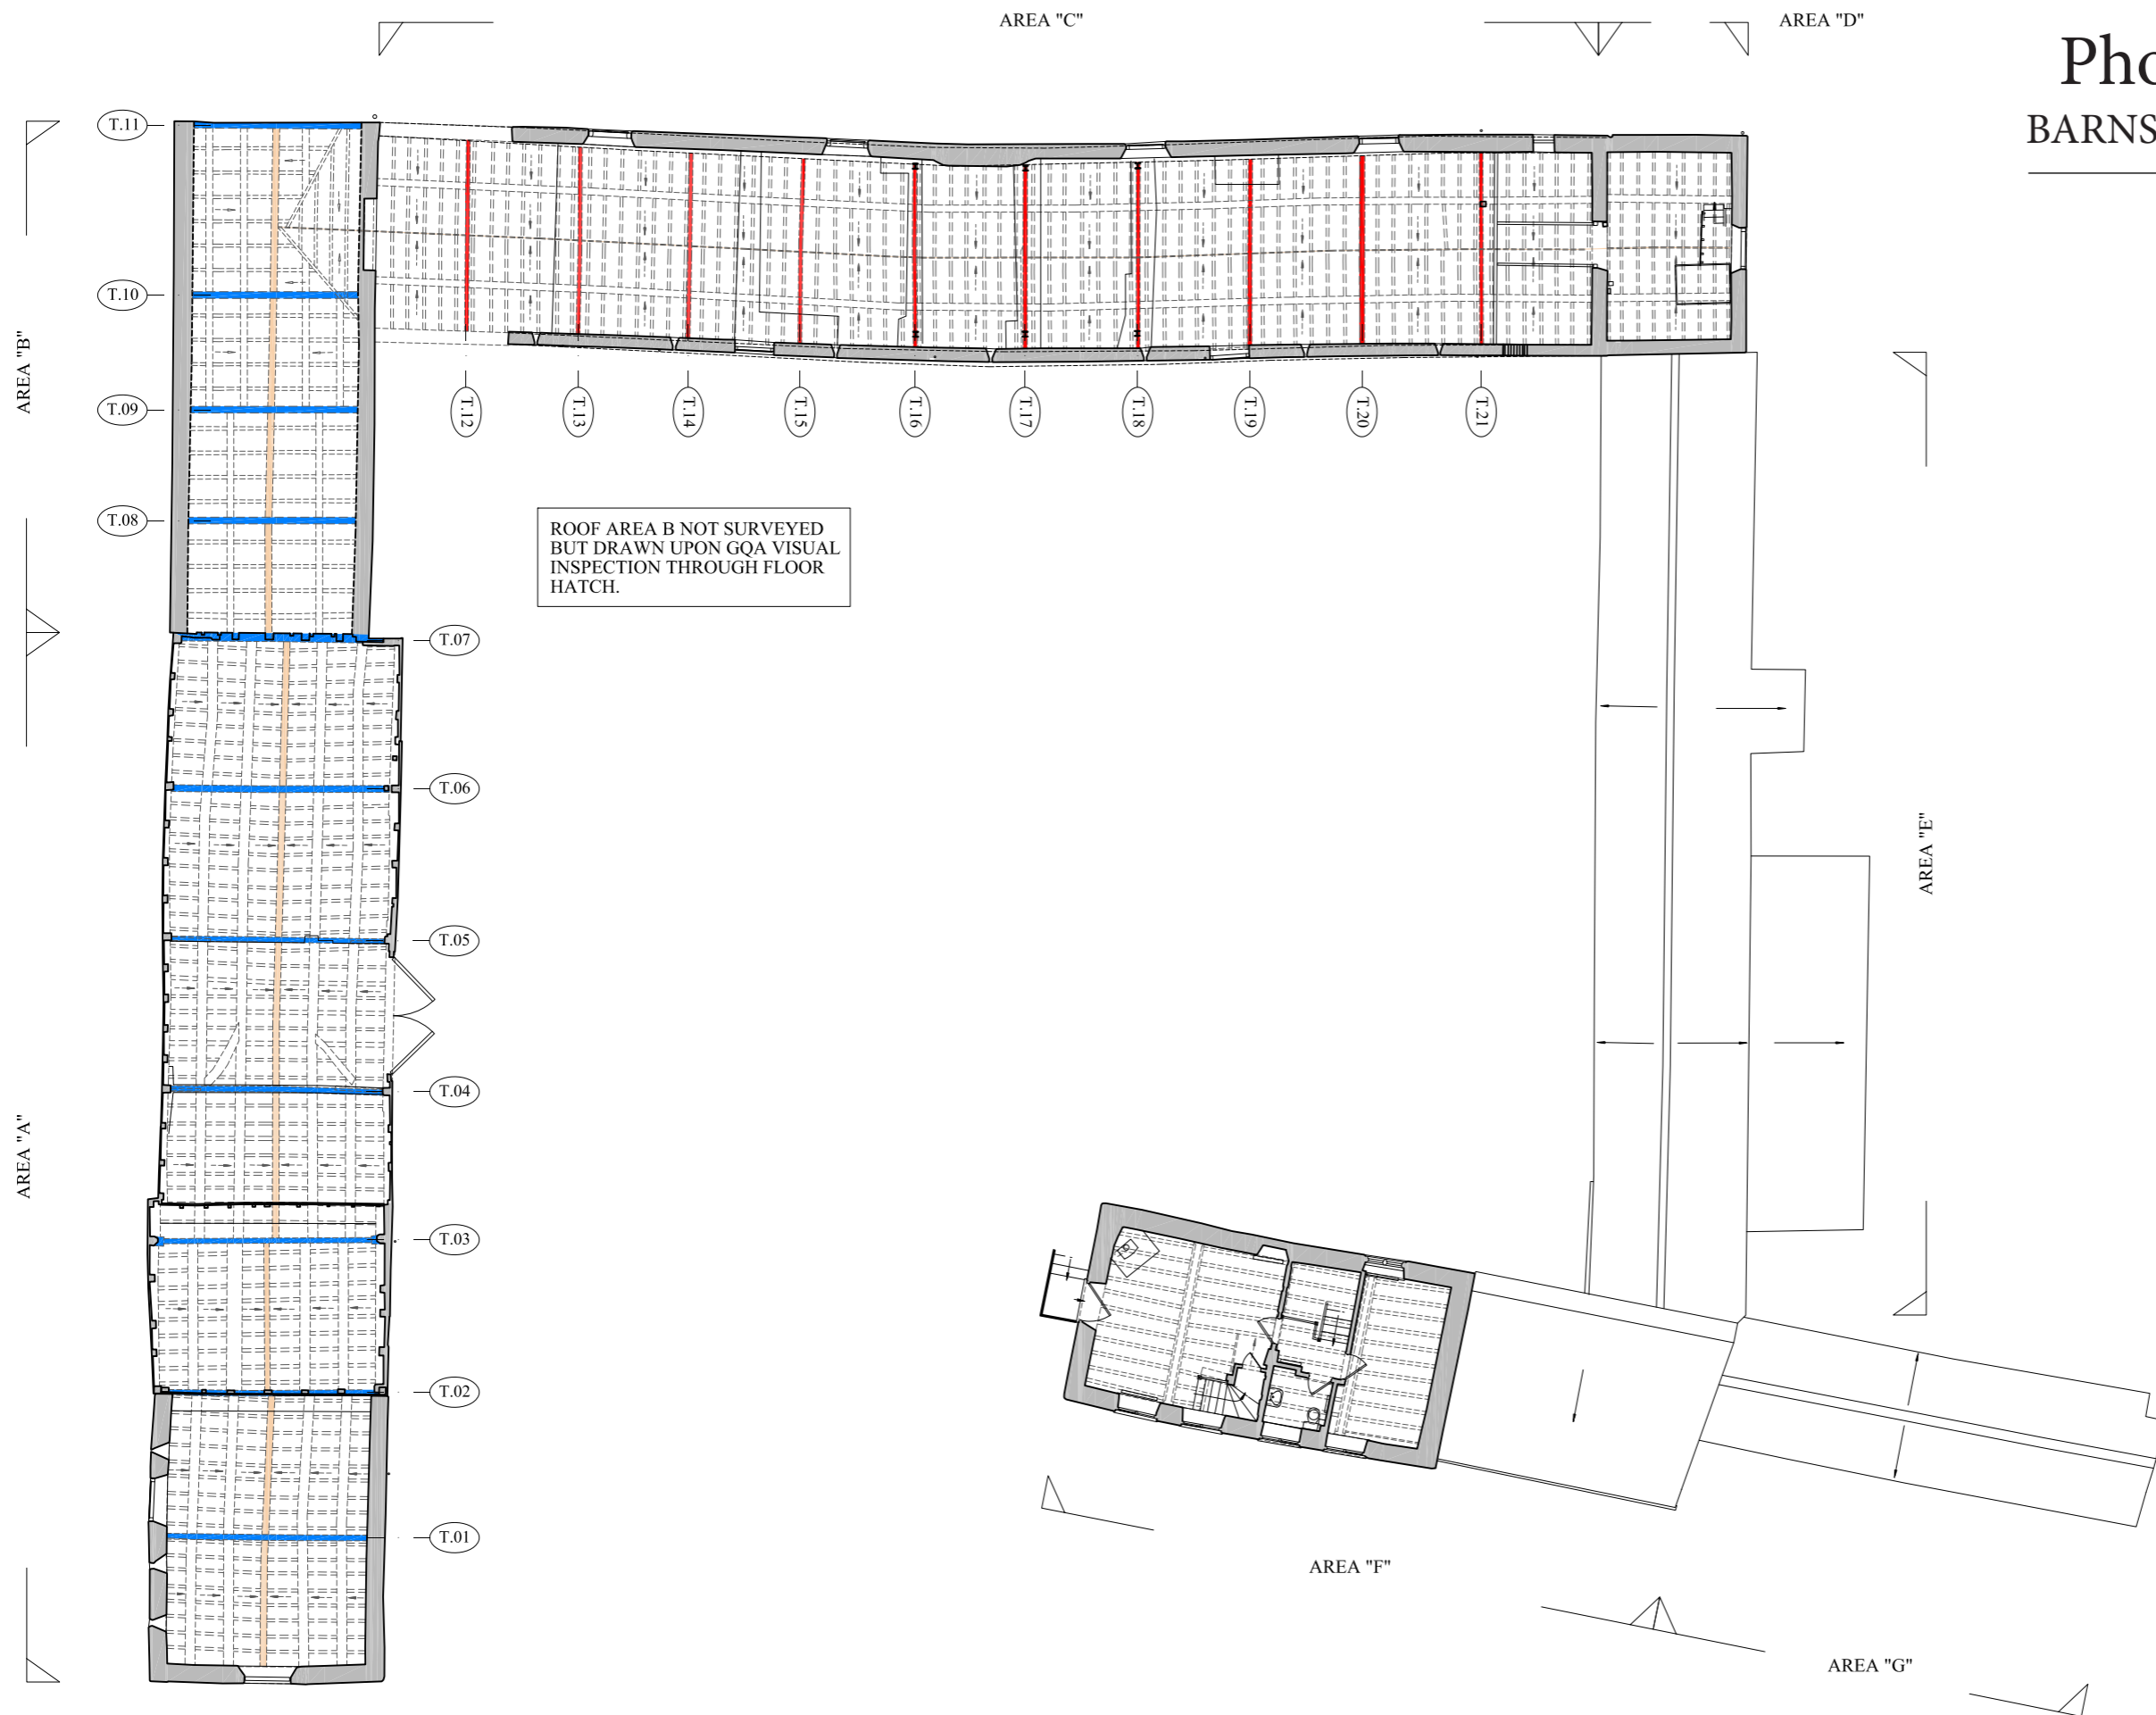 AREA "C"
AREA "D"
Pho
BARNS
T.11
T.10
AREA "B"
T.09
T.12
T.13
T.14
T.15
T.16
T.17
T.18
T.19
T.20
T.21
T.08
ROOF AREA B NOT SURVEYED
BUT DRAWN UPON GQA VISUAL
INSPECTION THROUGH FLOOR
HATCH.
T.07
T.06
AREA "E"
T.05
T.04
AREA "A"
T.03
T.02
T.01
AREA "F"
AREA "G"